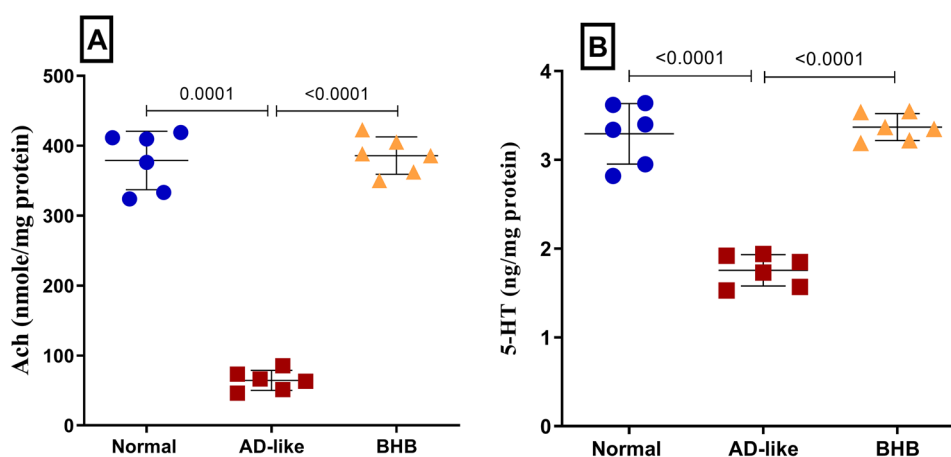 A
0.0001
<0.0001
Ach (nmole/mg protein)
500
400
300
200
100
0
Normal
AD-like
BHB
B
<0.0001
<0.0001
5-HT (ng/mg protein)
4
3
2
1
0
Normal
AD-like
BHB